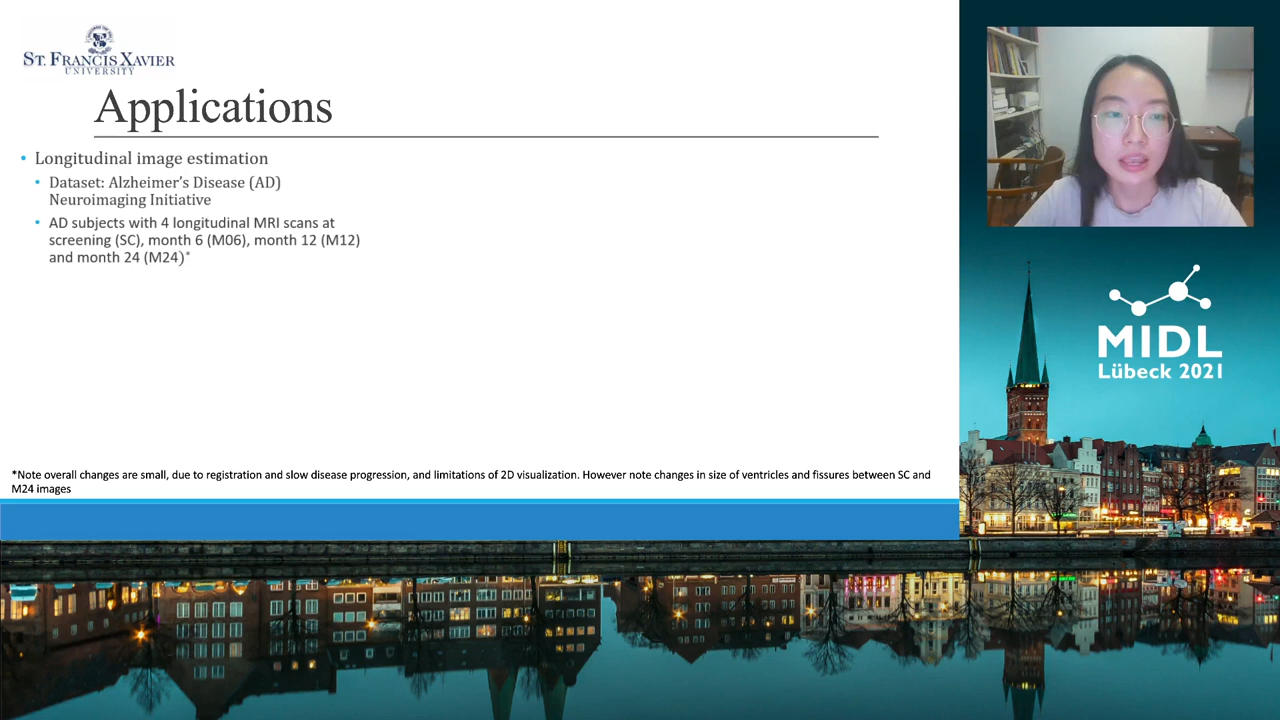 ST. FRANCIS XAVIER
UNIVERSITY
Applications
• Longitudinal image estimation
• Dataset: Alzheimer's Disease (AD)
Neuroimaging Initiative
• AD subjects with 4 longitudinal MRI scans at
screening (SC), month 6 (M06), month 12 (M12)
and month 24 (M24)*
*Note overall changes are small, due to registration and slow disease progression, and limitations of 2D visualization. However note changes in size of ventricles and fissures between SC and
M24 images
MIDL
Lübeck 2021